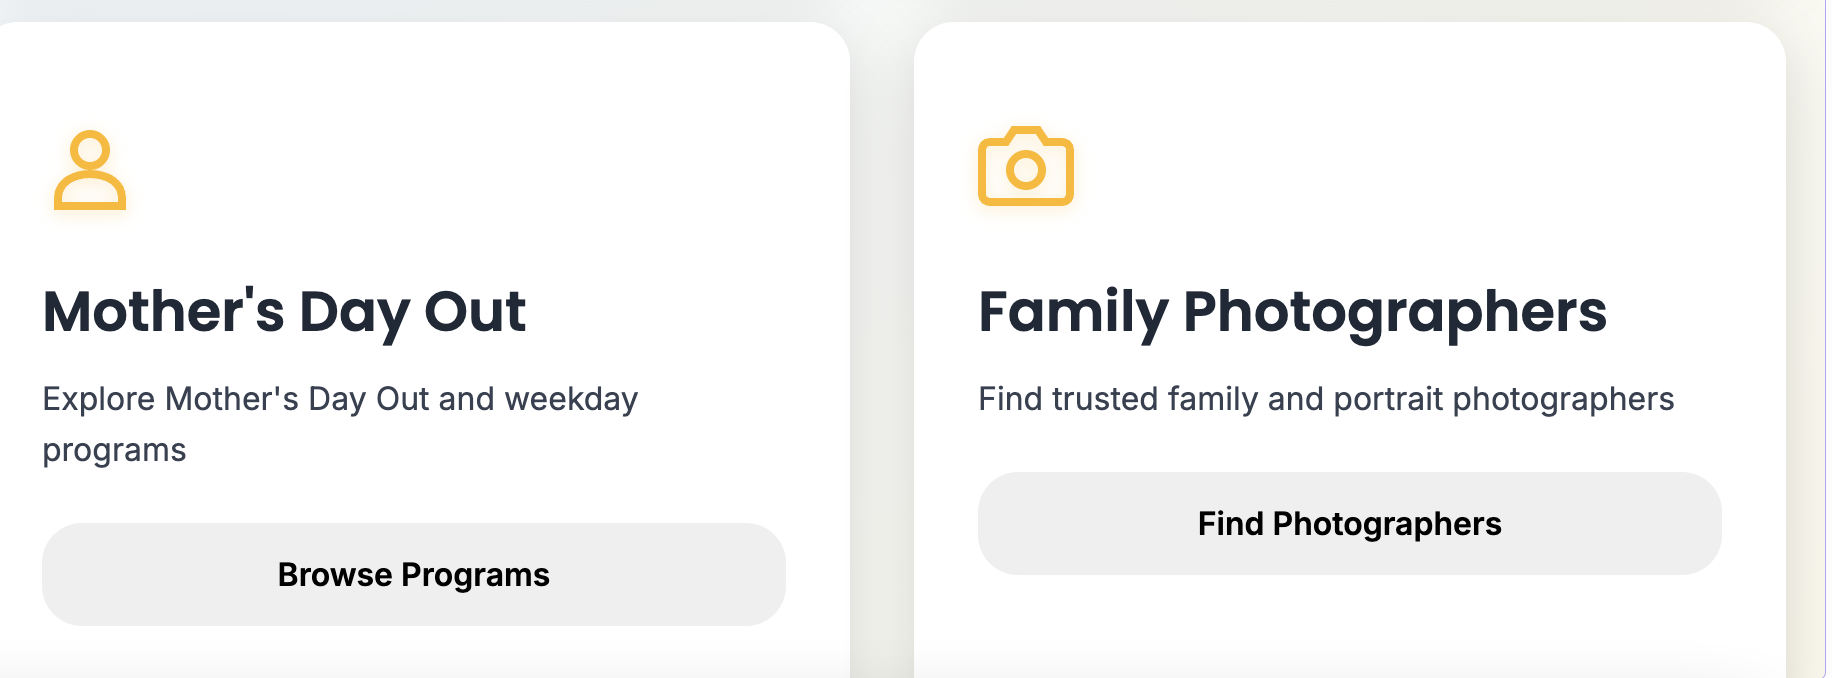 Mother's Day Out
Explore Mother's Day Out and weekday
programs
Browse Programs
Family Photographers
Find trusted family and portrait photographers
Find Photographers